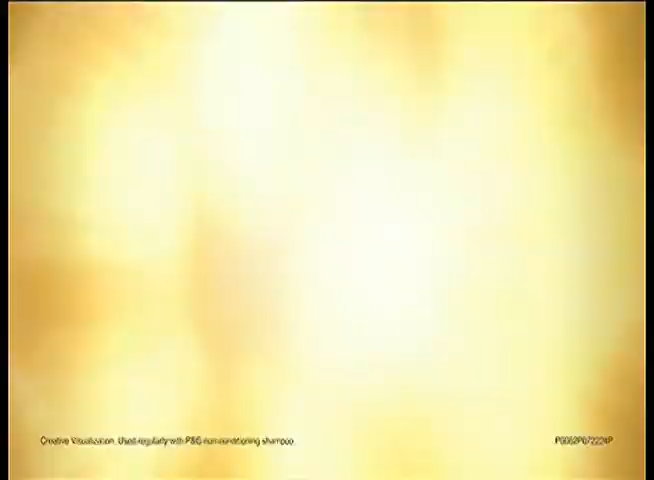 Creative Visualization. Used regularly with P&G non-conditioning shampoo.